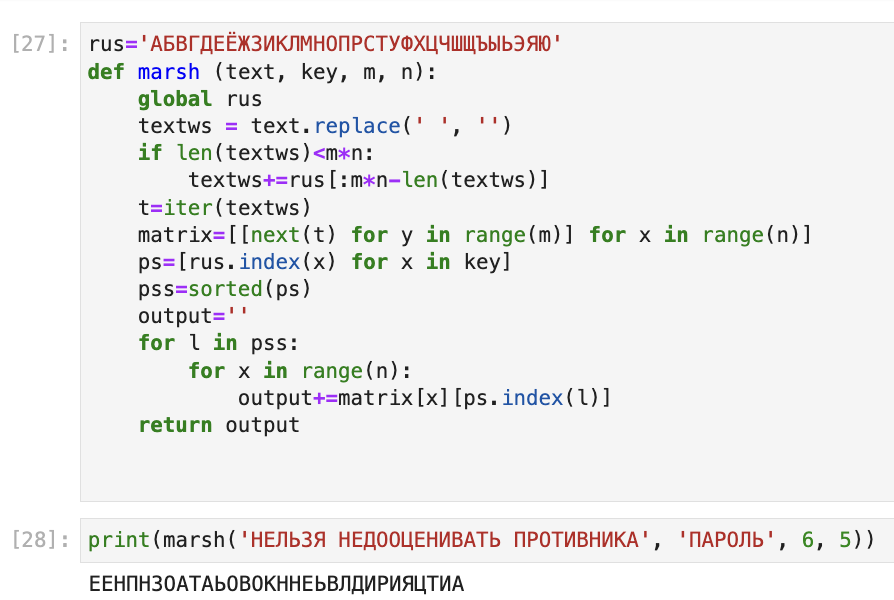 [27]: rus='АБВГДЕЁЖЗИКЛМНОПРСТУФХЦЧШЩЪЫЬЭЯЮ'
def marsh (text, key, m, n):
    global rus
    textws = text.replace(' ', '')
    if len(textws)<m*n:
        textws+=rus[:m*n-len(textws)]
    t=iter(textws)
    matrix=[[next(t) for y in range(m)] for x in range(n)]
    ps=[rus.index(x) for x in key]
    pss=sorted(ps)
    output=''
    for l in pss:
        for x in range(n):
            output+=matrix[x][ps.index(l)]
    return output
[28]: print(marsh('НЕЛЬЗЯ НЕДООЦЕНИВАТЬ ПРОТИВНИКА', 'ПАРОЛЬ', 6, 5))
ЕЕНПНЗОАТАЬОВОКННЕЬВЛДИРИЯЦТИА